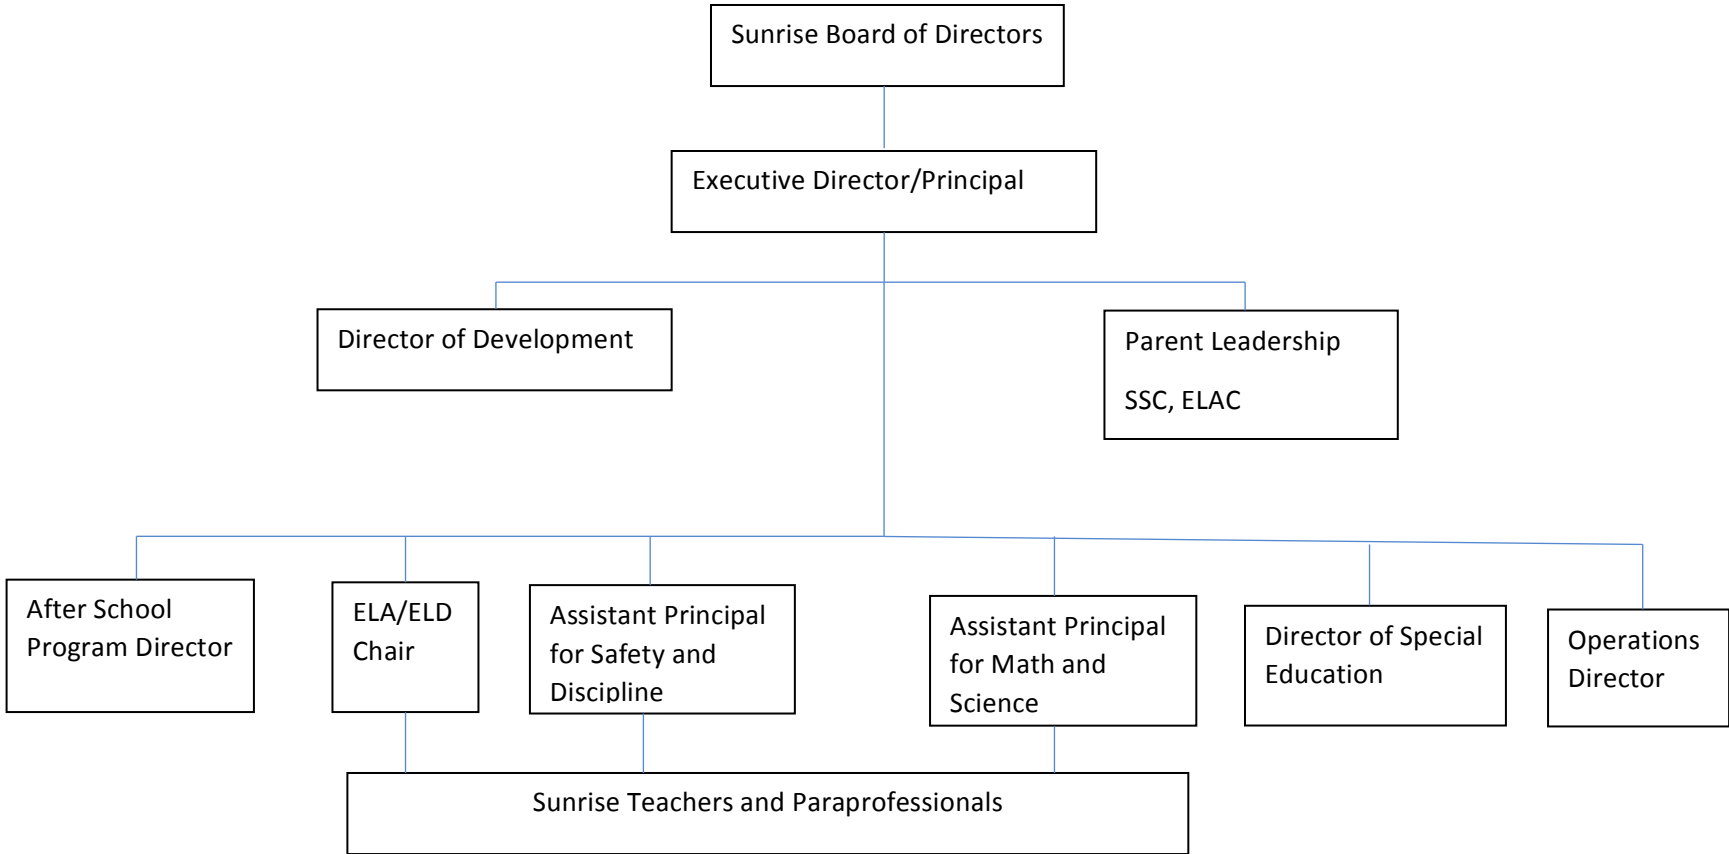 Sunrise Board of Directors
Executive Director/Principal
Director of Development
Parent Leadership
SSC, ELAC
After School
Program Director
ELA/ELD
Chair
Assistant Principal
for Safety and
Discipline
Assistant Principal
for Math and
Science
Director of Special
Education
Operations
Director
Sunrise Teachers and Paraprofessionals